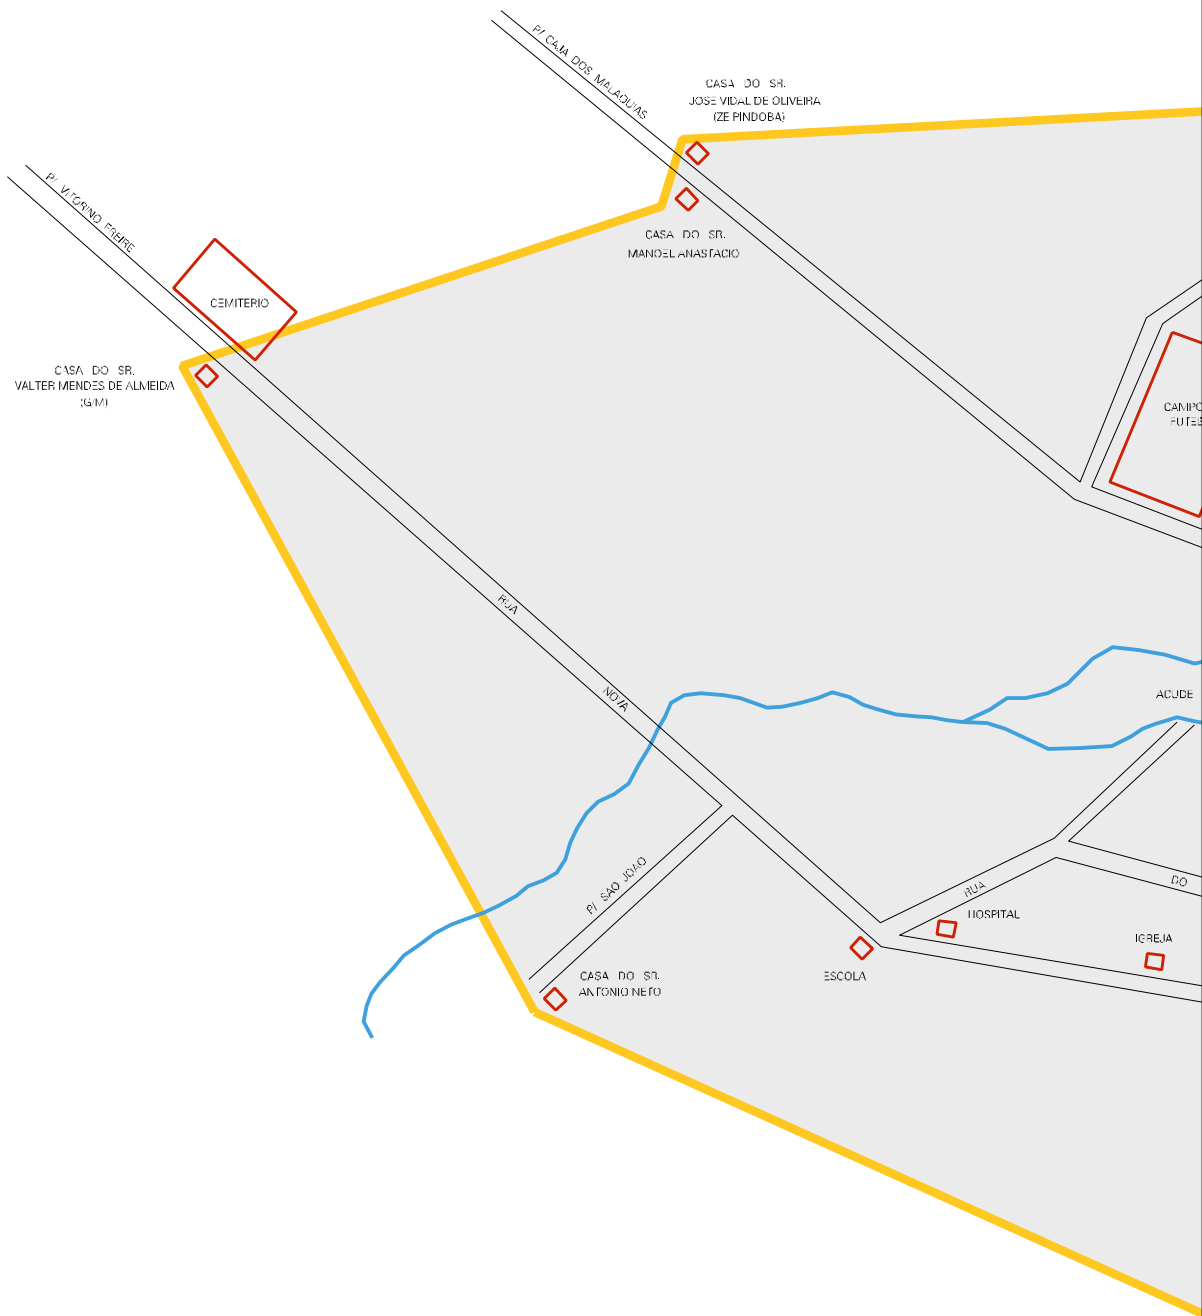 P/ CAJA DOS MALAQUIAS
CASA DO SR.
JOSE VIDAL DE OLIVEIRA
(ZE PINDOBA)
P/ VITORINO FREIRE
CASA DO SR.
MANOEL ANASTACIO
CEMITERIO
CASA DO SR.
VALTER MENDES DE ALMEIDA
(G/M)
CAMPO
FUTEB
RUA
NOVA
ACUDE
P/ SAO JOAO
RUA
DO
HOSPITAL
IGREJA
ESCOLA
CASA DO SR.
ANTONIO NETO